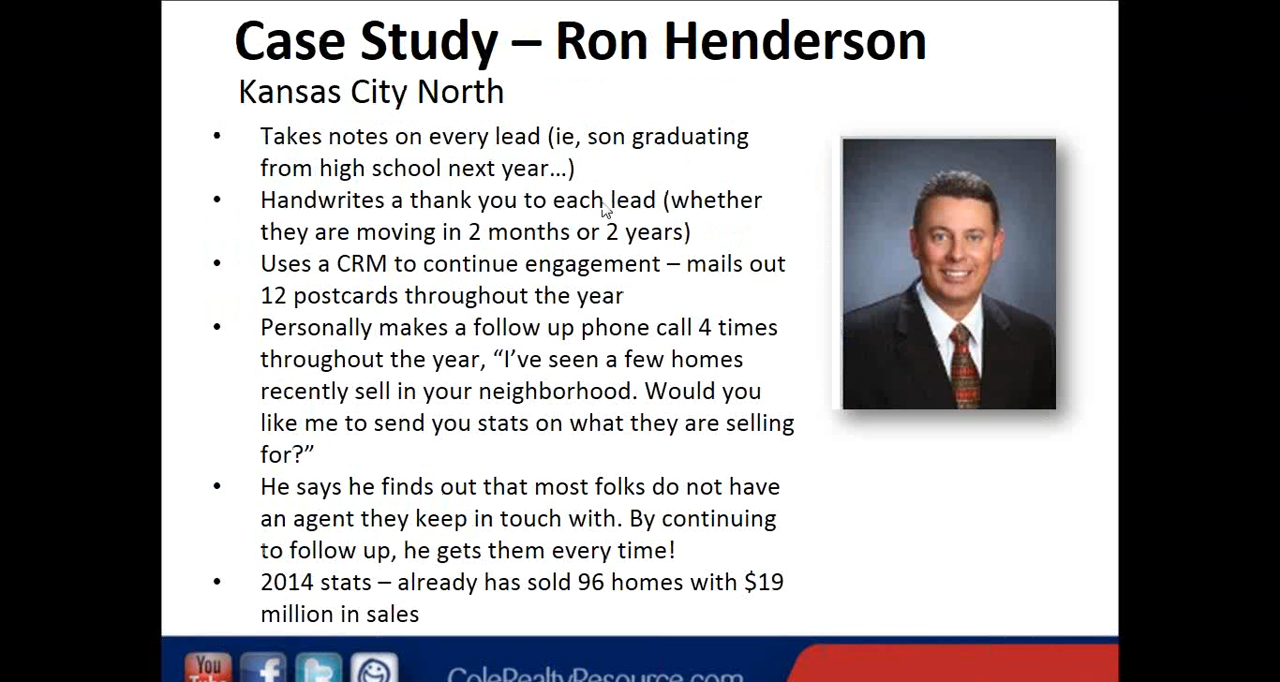 Case Study – Ron Henderson
Kansas City North
• Takes notes on every lead (ie, son graduating
from high school next year…)
• Handwrites a thank you to each lead (whether
they are moving in 2 months or 2 years)
• Uses a CRM to continue engagement – mails out
12 postcards throughout the year
• Personally makes a follow up phone call 4 times
throughout the year, “I’ve seen a few homes
recently sell in your neighborhood. Would you
like me to send you stats on what they are selling
for?”
• He says he finds out that most folks do not have
an agent they keep in touch with. By continuing
to follow up, he gets them every time!
• 2014 stats – already has sold 96 homes with $19
million in sales
You
Tube
ColeRealtyResource.com